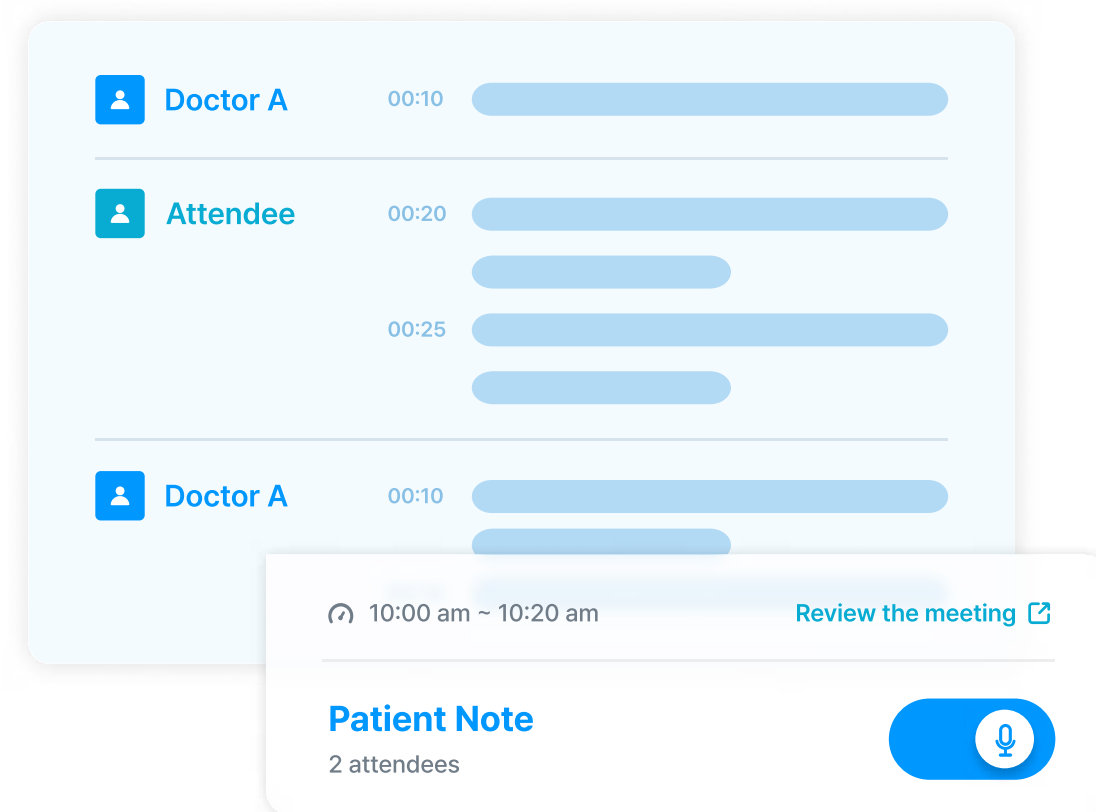 Doctor A 00:10
Attendee 00:20
00:25
Doctor A 00:10
10:00 am ~ 10:20 am Review the meeting
Patient Note
2 attendees